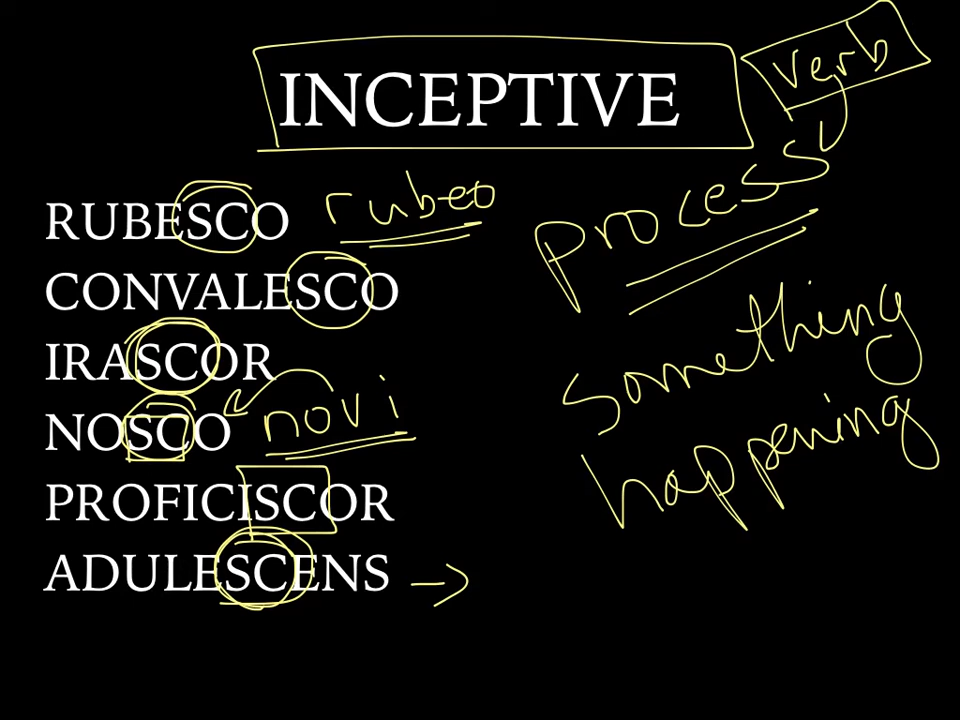 INCEPTIVE verb
RUBESCO rubeo process
CONVALESCO
IRASCOR something
NOSCO novi happening
PROFICISCOR
ADULESCENS →